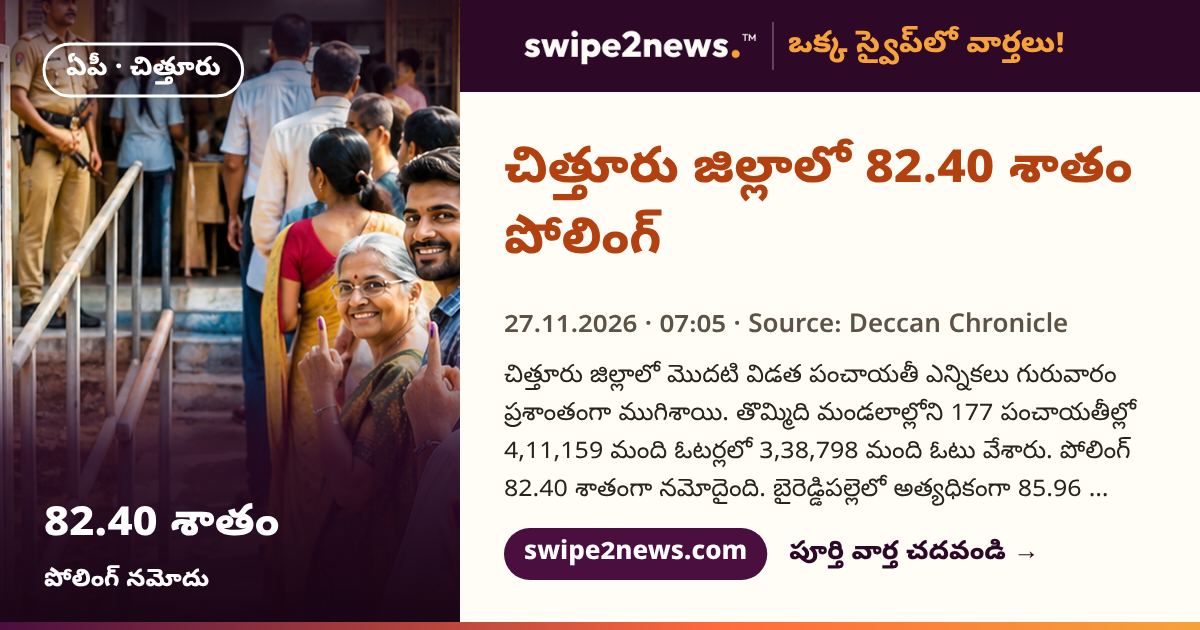 ఏపీ · చిత్తూరు
82.40 శాతం
పోలింగ్ నమోదు
swipe2news.™ ఒక్క స్వైప్‌లో వార్తలు!
చిత్తూరు జిల్లాలో 82.40 శాతం
పోలింగ్
27.11.2026 · 07:05 · Source: Deccan Chronicle
చిత్తూరు జిల్లాలో మొదటి విడత పంచాయతీ ఎన్నికలు గురువారం
ప్రశాంతంగా ముగిశాయి. తొమ్మిది మండలాల్లోని 177 పంచాయతీల్లో
4,11,159 మంది ఓటర్లలో 3,38,798 మంది ఓటు వేశారు. పోలింగ్
82.40 శాతంగా నమోదైంది. బైరెడ్డిపల్లెలో అత్యధికంగా 85.96 ...
swipe2news.com పూర్తి వార్త చదవండి →